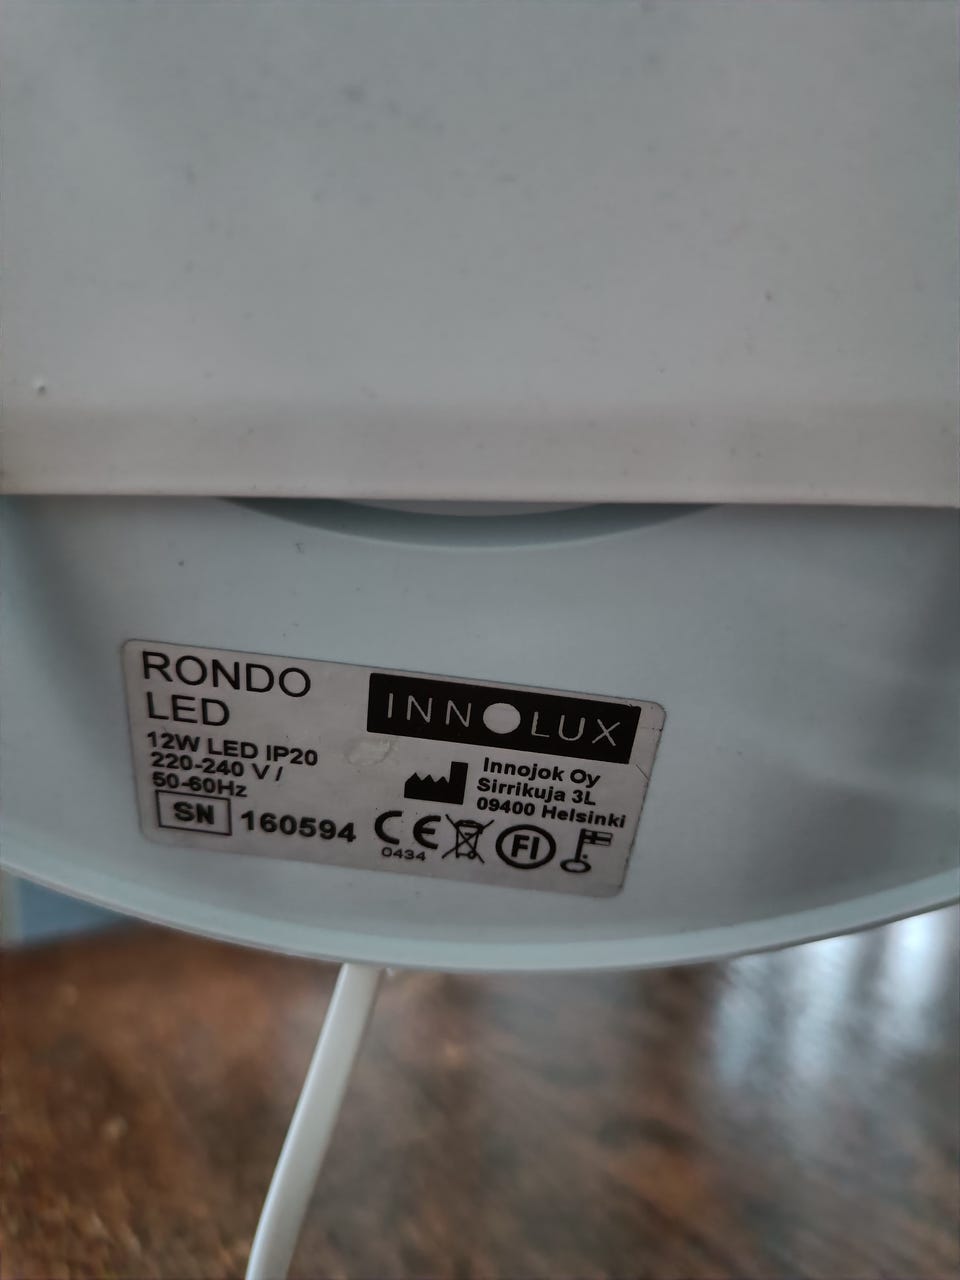 RONDO
LED
12W LED IP20
220-240 V /
50-60Hz
SN 160594
INNOLUX
Innojok Oy
Sirrikuja 3L
09400 Helsinki
CE
0434
FI